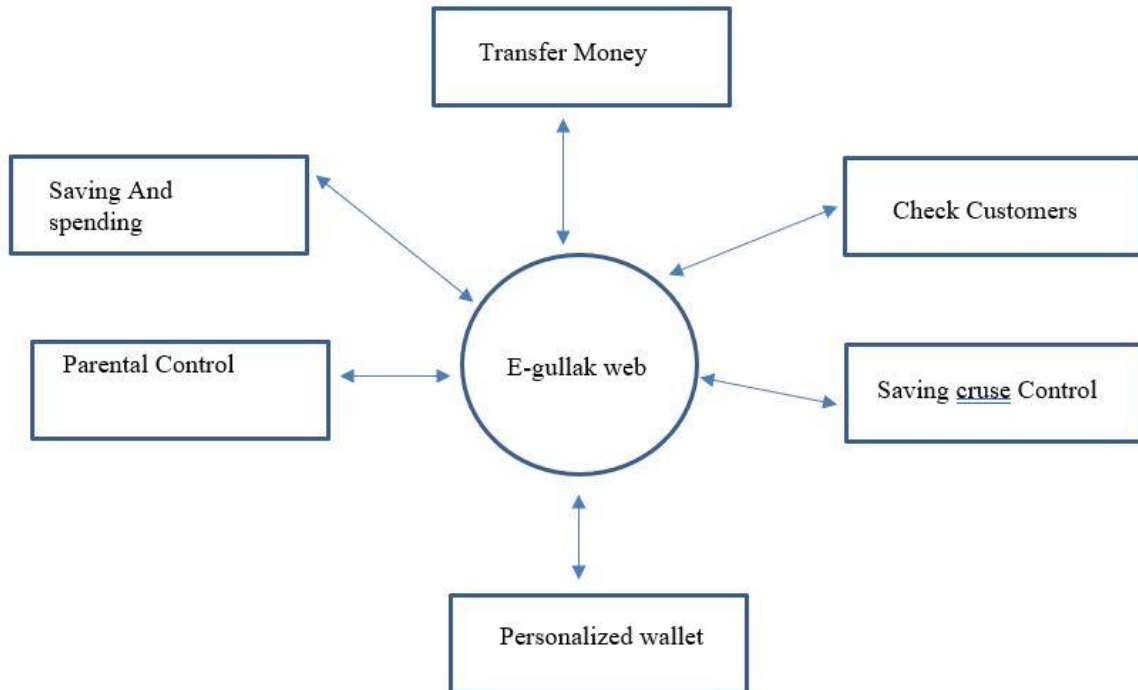 Transfer Money
Saving And
spending
Check Customers
Parental Control
E-gullak web
Saving cruse Control
Personalized wallet